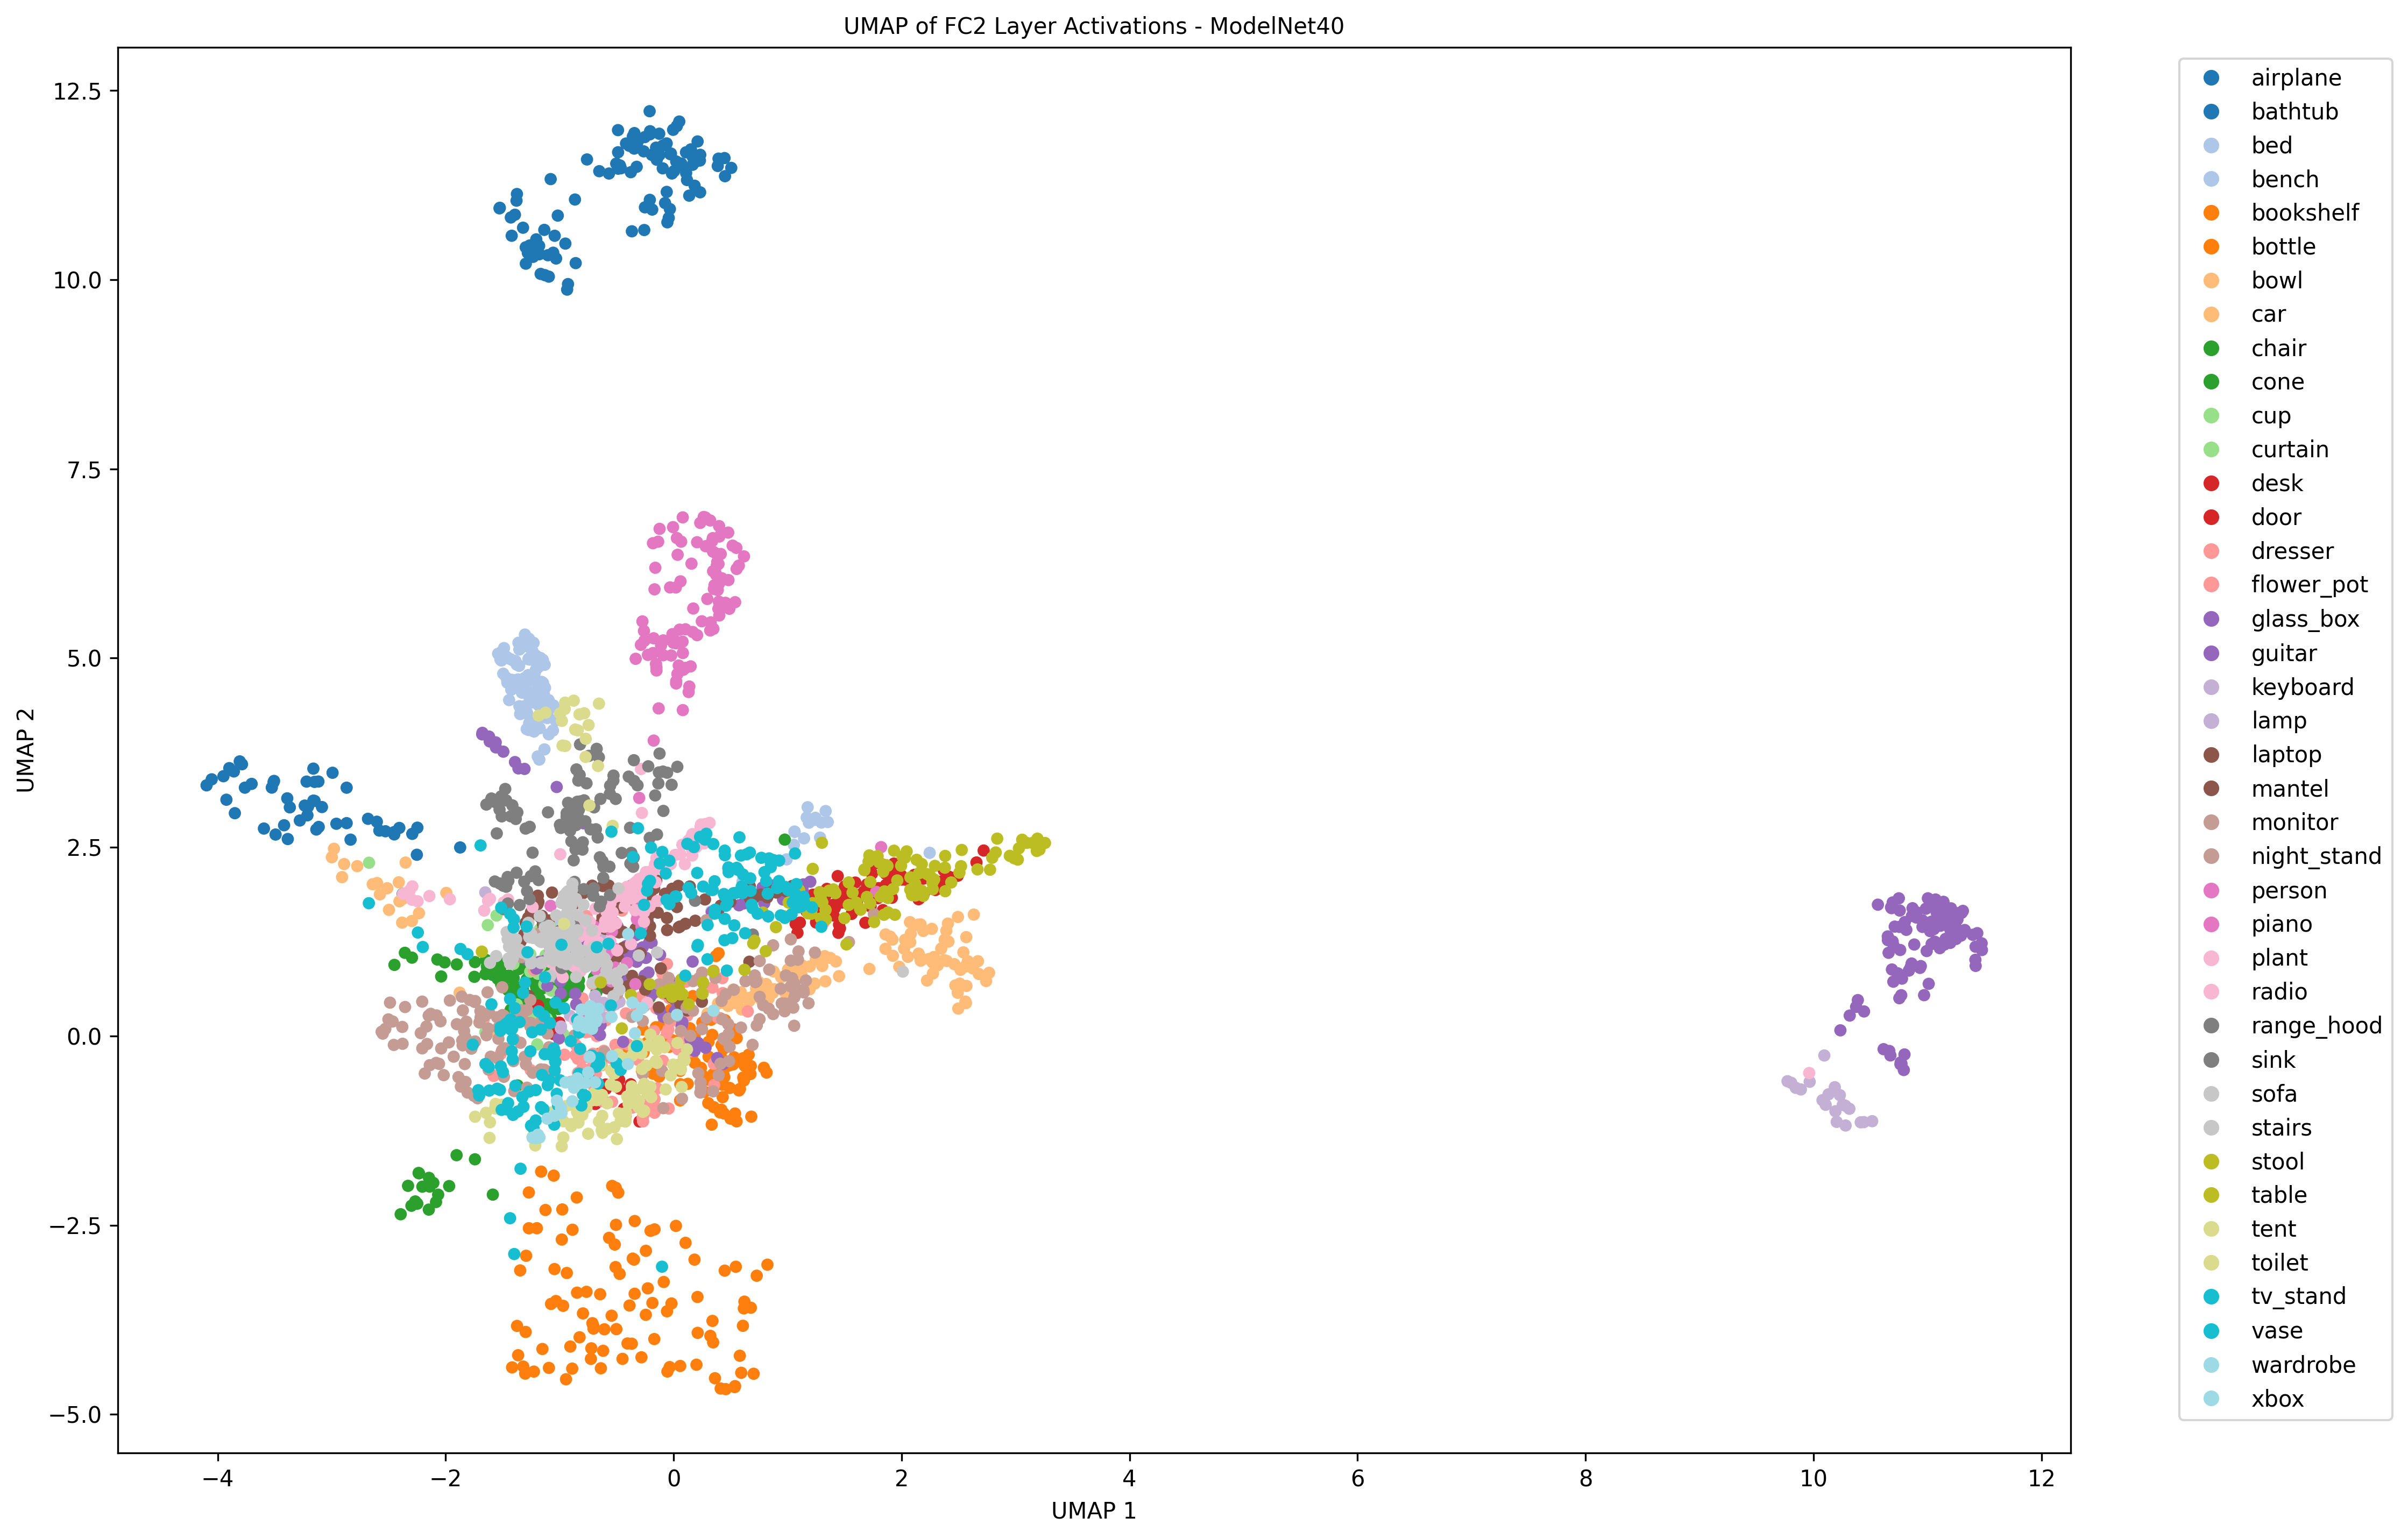 UMAP of FC2 Layer Activations - ModelNet40
12.5
10.0
7.5
5.0
2.5
0.0
−2.5
−5.0
UMAP 2
−4
−2
0
2
4
6
8
10
12
UMAP 1
airplane
bathtub
bed
bench
bookshelf
bottle
bowl
car
chair
cone
cup
curtain
desk
door
dresser
flower_pot
glass_box
guitar
keyboard
lamp
laptop
mantel
monitor
night_stand
person
piano
plant
radio
range_hood
sink
sofa
stairs
stool
table
tent
toilet
tv_stand
vase
wardrobe
xbox